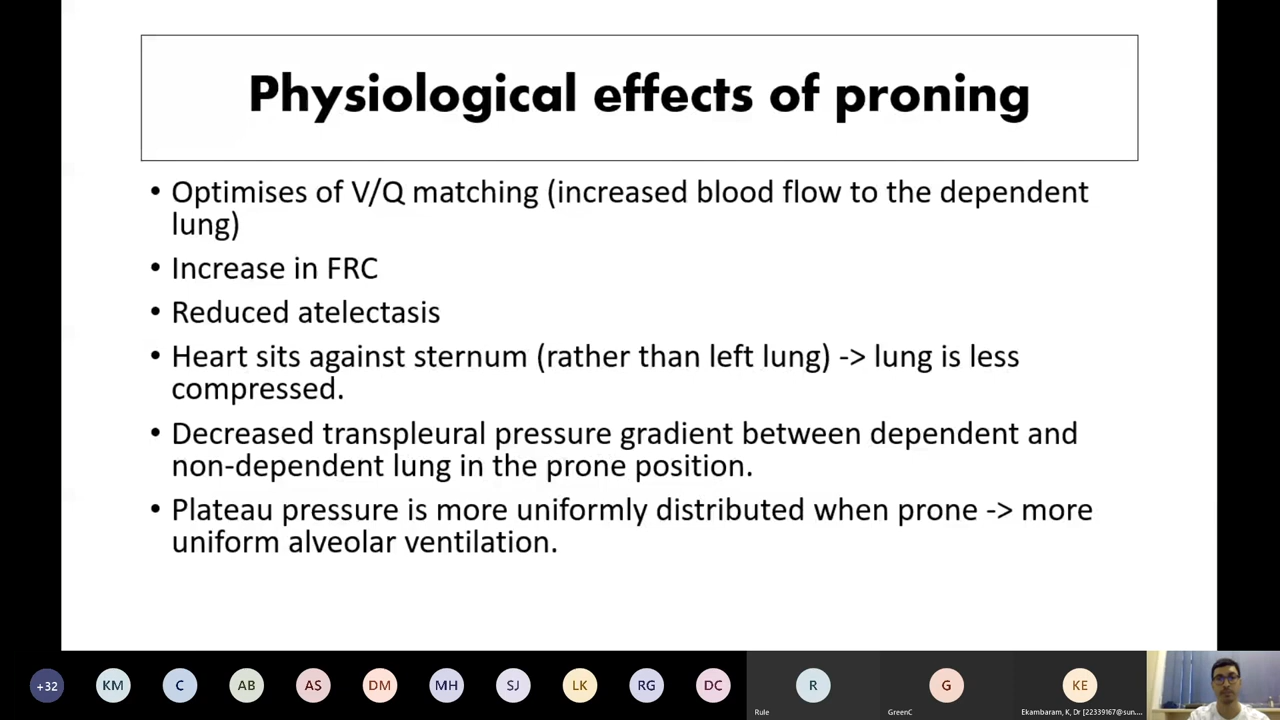 Physiological effects of proning
• Optimises of V/Q matching (increased blood flow to the dependent
lung)
• Increase in FRC
• Reduced atelectasis
• Heart sits against sternum (rather than left lung) -> lung is less
compressed.
• Decreased transpleural pressure gradient between dependent and
non-dependent lung in the prone position.
• Plateau pressure is more uniformly distributed when prone -> more
uniform alveolar ventilation.
+32 KM C AB AS DM MH SJ LK RG DC R G KE
Rule GreenC Ekambaram, K, Dr [22339167@sun....